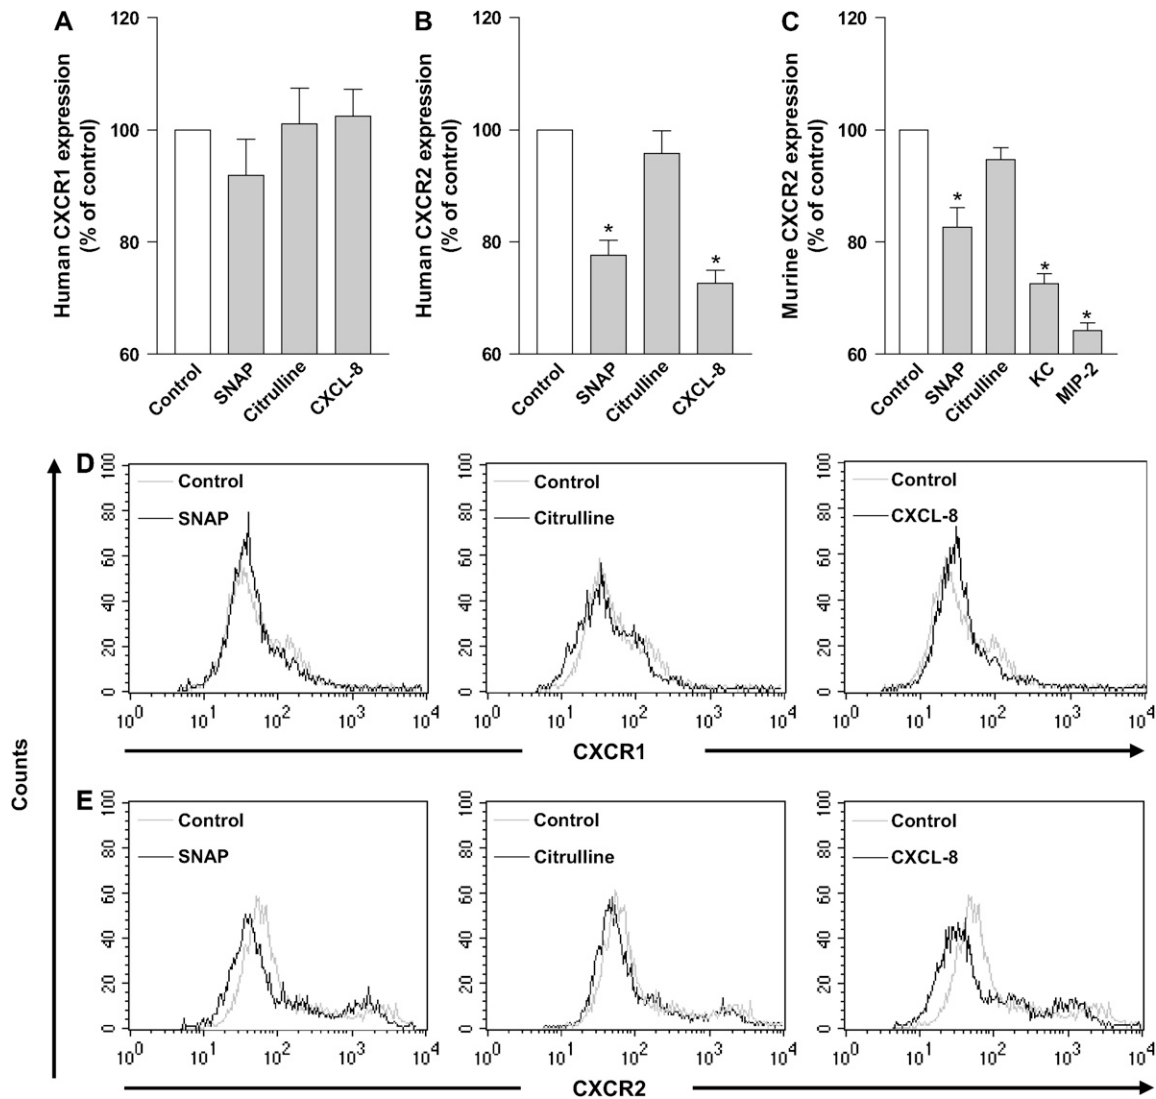 A
120
100
80
60
Human CXCR1 expression
(% of control)
Control
SNAP
Citrulline
CXCL-8
B
120
100
80
60
Human CXCR2 expression
(% of control)
*
*
Control
SNAP
Citrulline
CXCL-8
C
120
100
80
60
Murine CXCR2 expression
(% of control)
*
*
*
Control
SNAP
Citrulline
KC
MIP-2
Counts
D
100
80
60
40
20
0
Control
SNAP
10^0 10^1 10^2 10^3 10^4
100
80
60
40
20
0
Control
Citrulline
10^0 10^1 10^2 10^3 10^4
100
80
60
40
20
0
Control
CXCL-8
10^0 10^1 10^2 10^3 10^4
CXCR1
E
100
80
60
40
20
0
Control
SNAP
10^0 10^1 10^2 10^3 10^4
100
80
60
40
20
0
Control
Citrulline
10^0 10^1 10^2 10^3 10^4
100
80
60
40
20
0
Control
CXCL-8
10^0 10^1 10^2 10^3 10^4
CXCR2